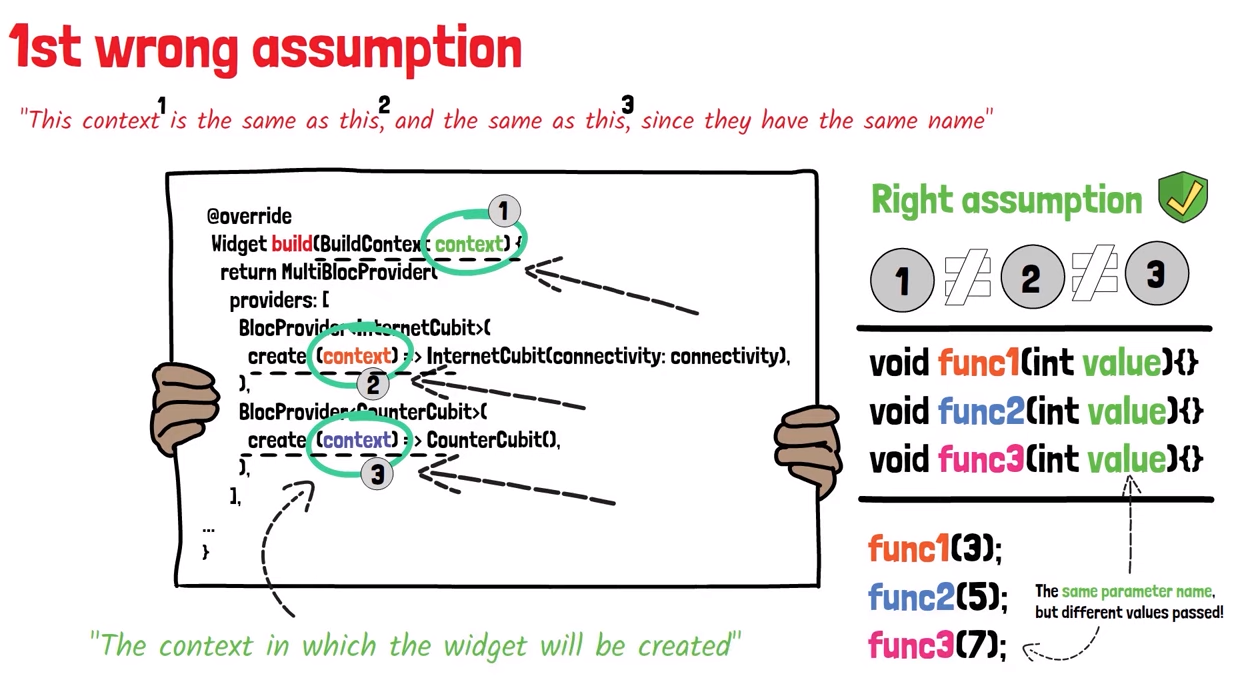 1st wrong assumption
"This context¹ is the same as this,² and the same as this,³ since they have the same name"
@override
Widget build(BuildContext context) {
return MultiBlocProvider(
providers: [
BlocProvider<InternetCubit>(
create: (context) => InternetCubit(connectivity: connectivity),
),
BlocProvider<CounterCubit>(
create: (context) => CounterCubit(),
),
],
...
}
1
2
3
"The context in which the widget will be created"
Right assumption
1 ≠ 2 ≠ 3
void func1(int value){}
void func2(int value){}
void func3(int value){}
func1(3);
func2(5);
func3(7);
The same parameter name,
but different values passed!